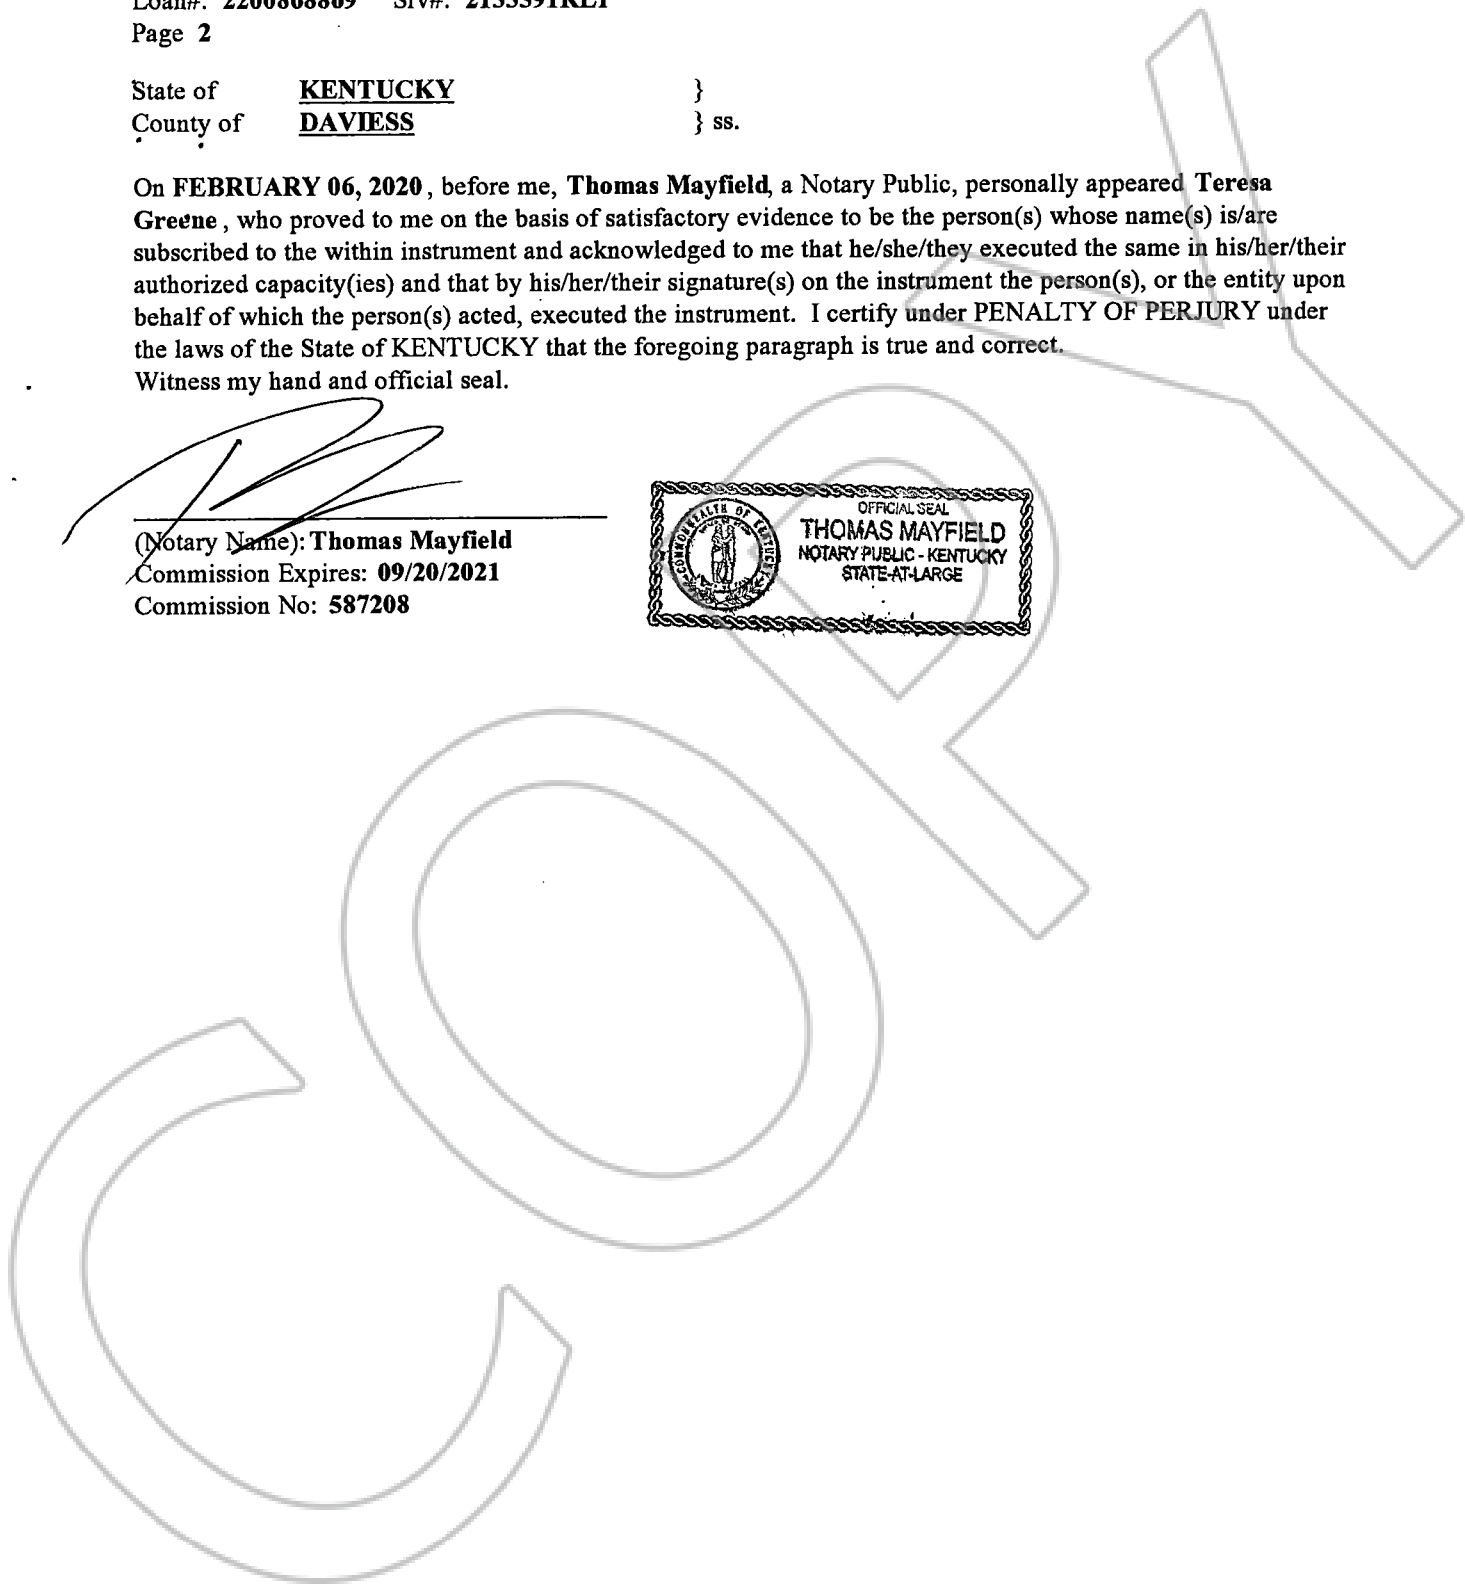 Page 2
State of KENTUCKY }
County of DAVIESS } ss.
On FEBRUARY 06, 2020 , before me, Thomas Mayfield, a Notary Public, personally appeared Teresa
Greene , who proved to me on the basis of satisfactory evidence to be the person(s) whose name(s) is/are
subscribed to the within instrument and acknowledged to me that he/she/they executed the same in his/her/their
authorized capacity(ies) and that by his/her/their signature(s) on the instrument the person(s), or the entity upon
behalf of which the person(s) acted, executed the instrument. I certify under PENALTY OF PERJURY under
the laws of the State of KENTUCKY that the foregoing paragraph is true and correct.
Witness my hand and official seal.
(Notary Name): Thomas Mayfield
Commission Expires: 09/20/2021
Commission No: 587208
COMMONWEALTH OF KENTUCKY
OFFICIAL SEAL
THOMAS MAYFIELD
NOTARY PUBLIC - KENTUCKY
STATE-AT-LARGE
COPY